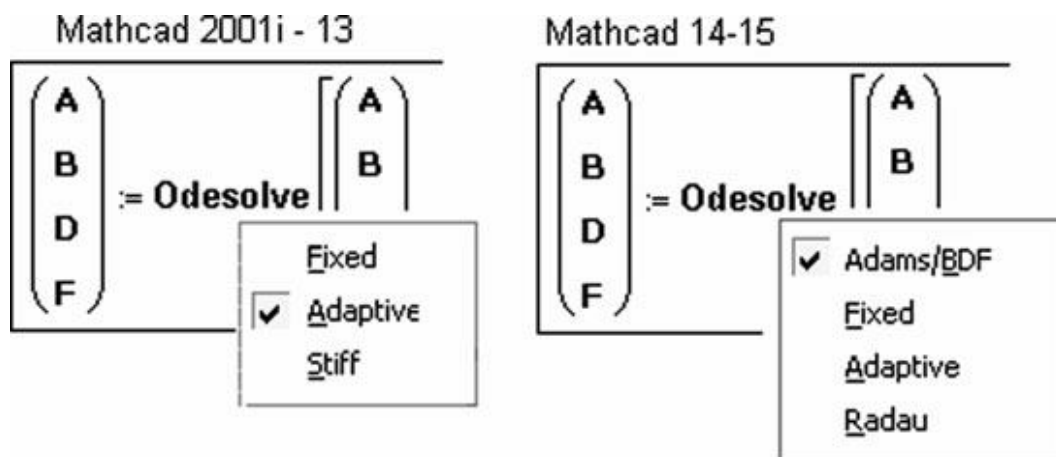 Mathcad 2001i - 13
A
B
D
F
:= Odesolve
A
B
Fixed
Adaptive
Stiff
Mathcad 14-15
A
B
D
F
:= Odesolve
A
B
Adams/BDF
Fixed
Adaptive
Radau